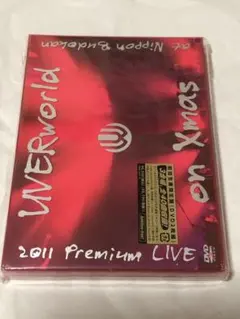 at Nippon Budokan
UVERworld
on Xmas
2011 Premium LIVE
DVD